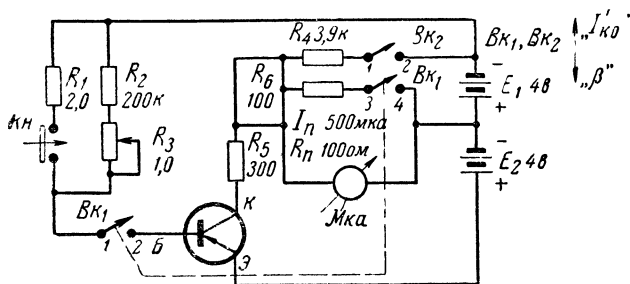 R₁
2,0
R₂
200к
R₃
1,0
Кн
Вк₁
1 2 Б
К
Э
R₄ 3,9к
1 2
Вк₂
R₆
100
3 4
Вк₁
R₅
300
Iп 500мка
Rп 100ом
Мка
Вк₁, Вк₂
„I'ко"
„β"
−
E₁ 4в
+
−
E₂ 4в
+